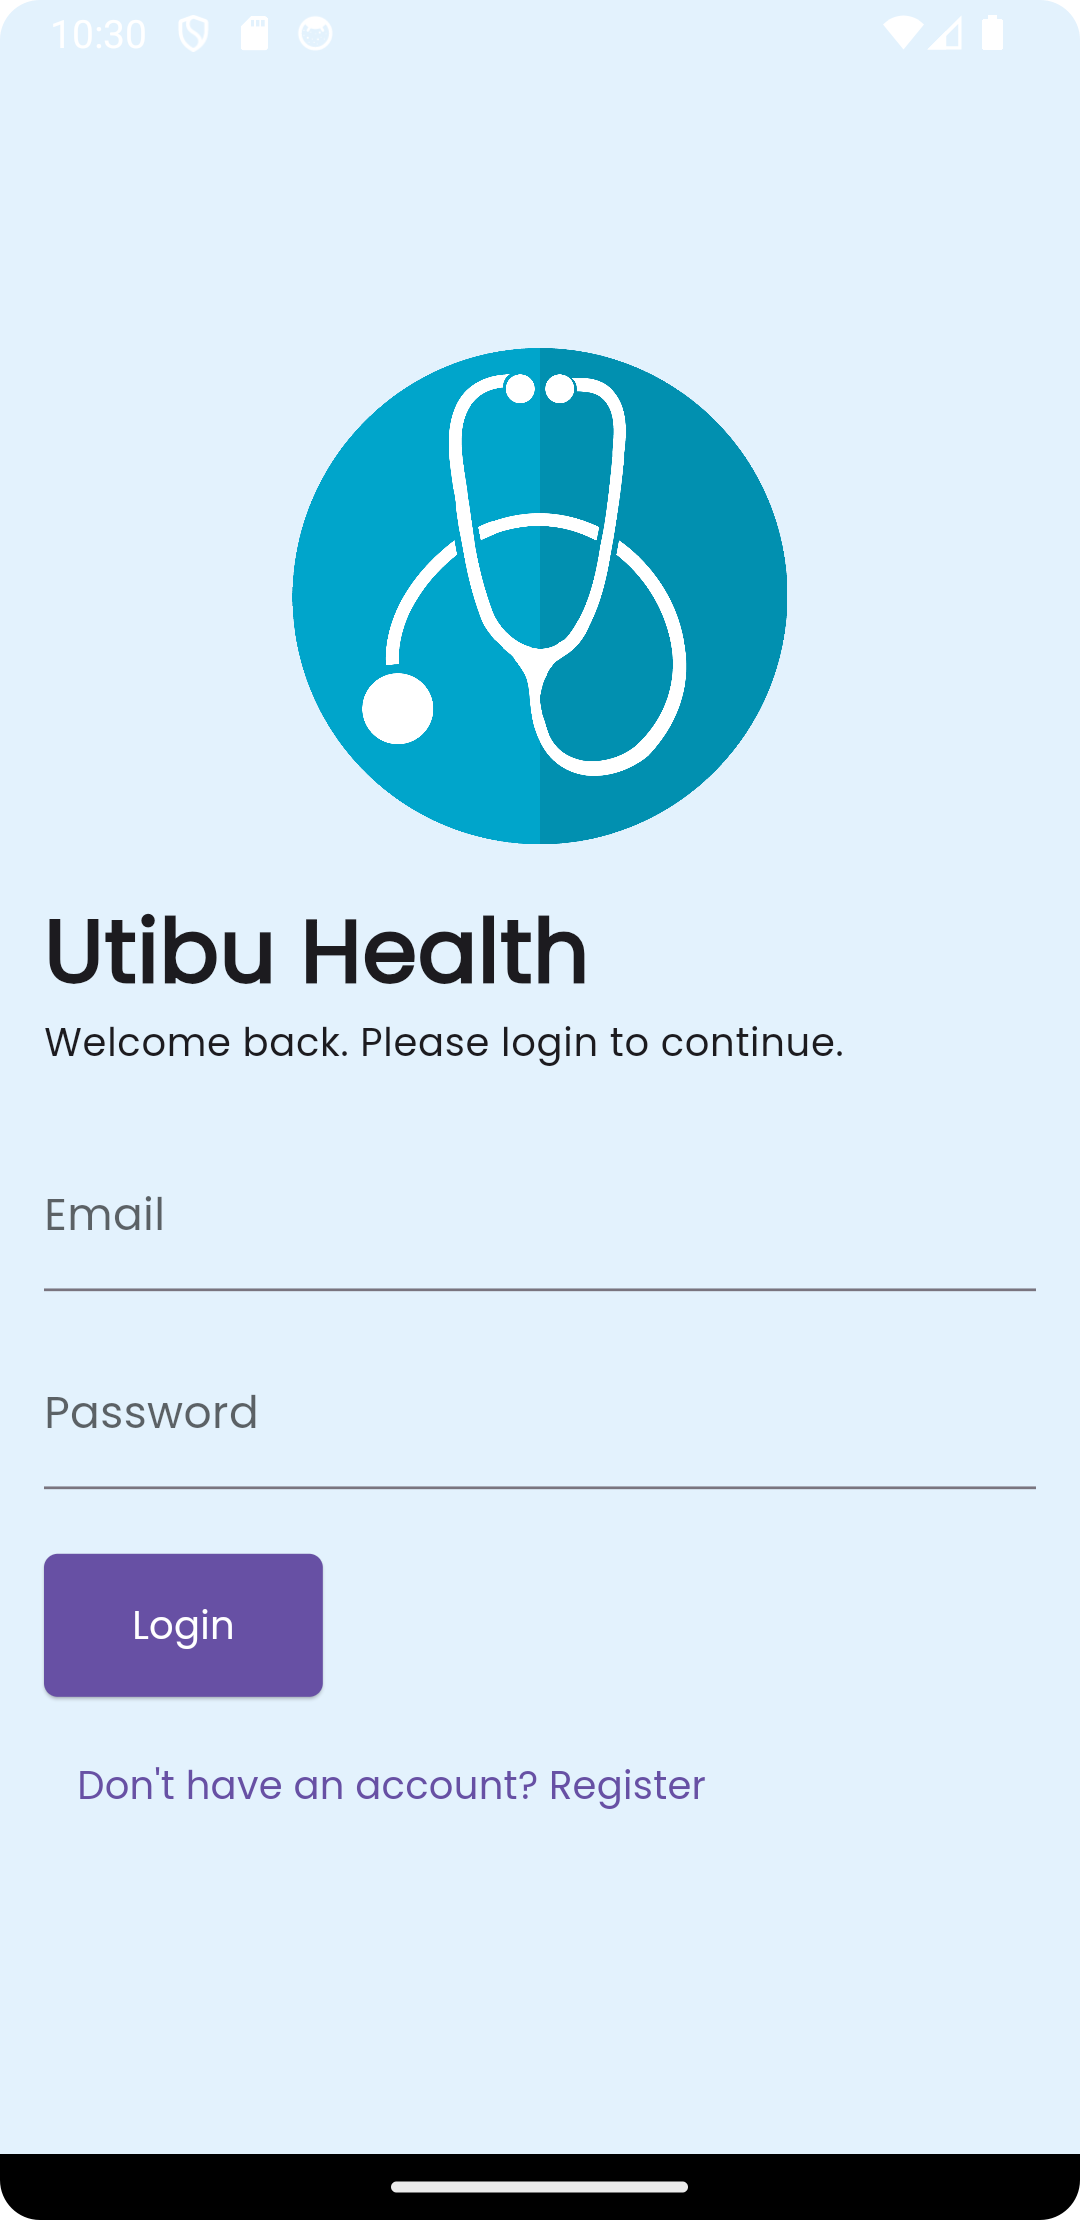 10:30
Utibu Health
Welcome back. Please login to continue.
Email
Password
Login
Don't have an account? Register